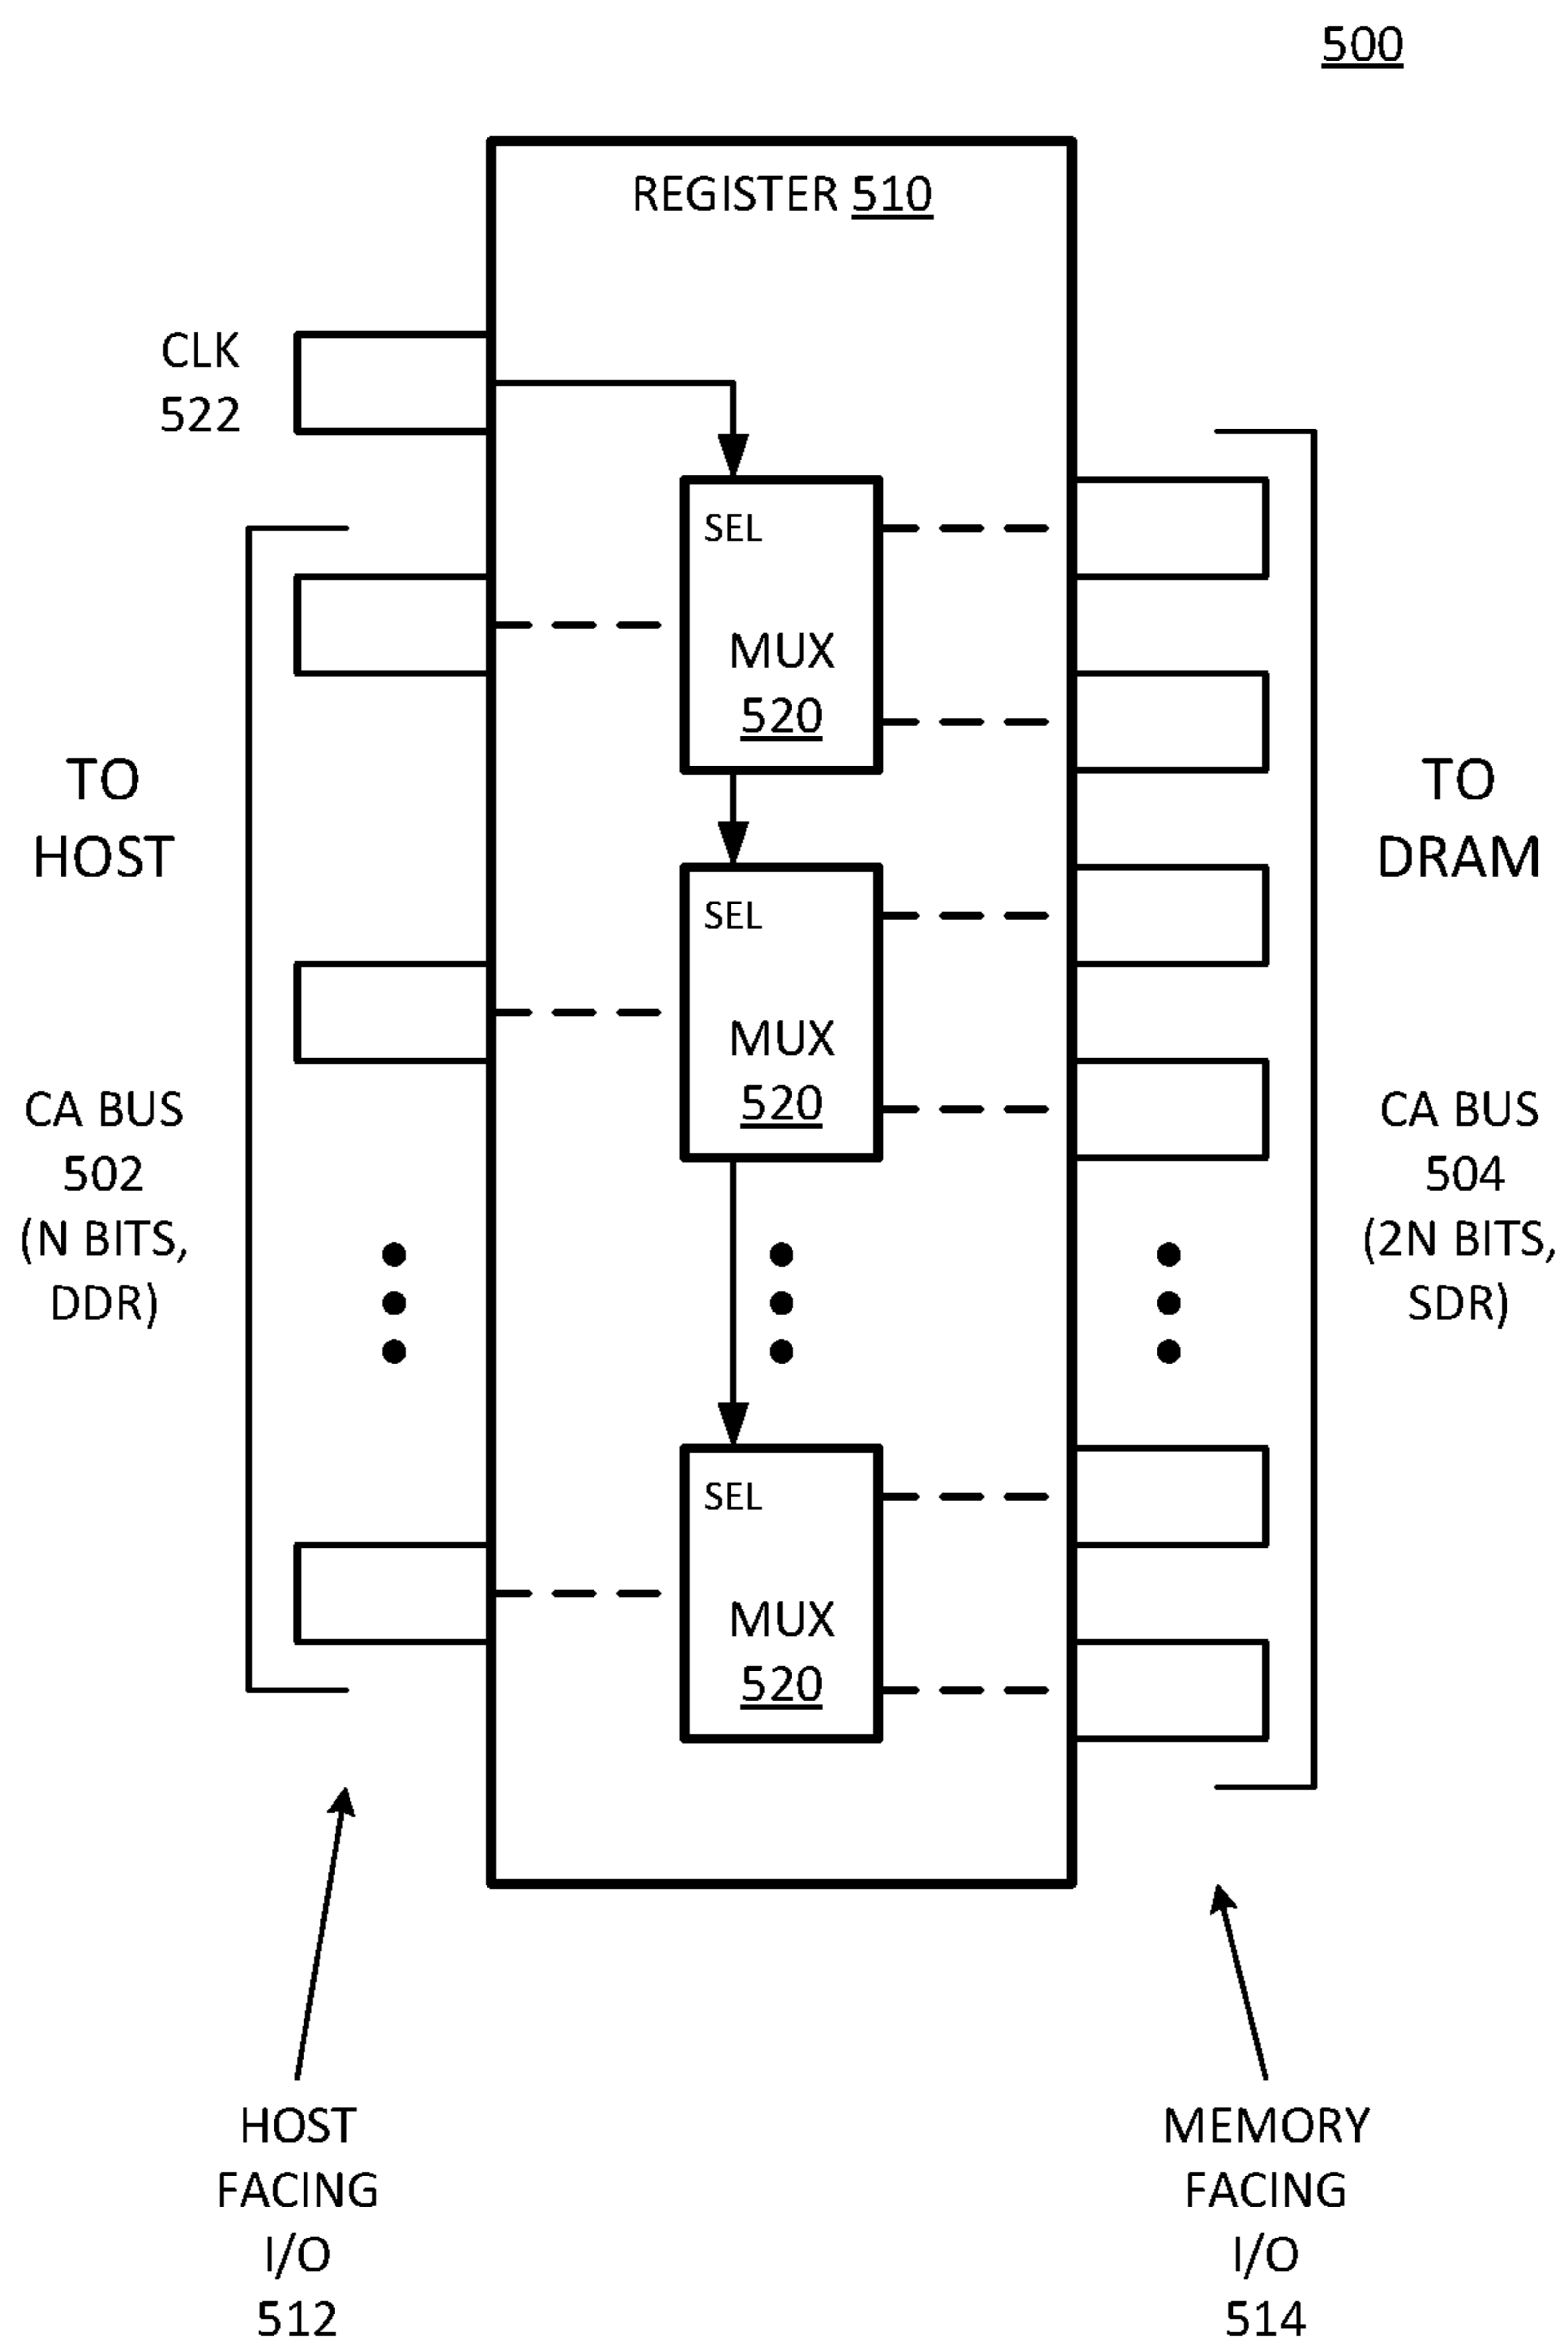 500
REGISTER 510
CLK
522
SEL
MUX
520
TO
HOST
TO
DRAM
SEL
MUX
520
CA BUS
502
(N BITS,
DDR)
CA BUS
504
(2N BITS,
SDR)
SEL
MUX
520
HOST
FACING
I/O
512
MEMORY
FACING
I/O
514